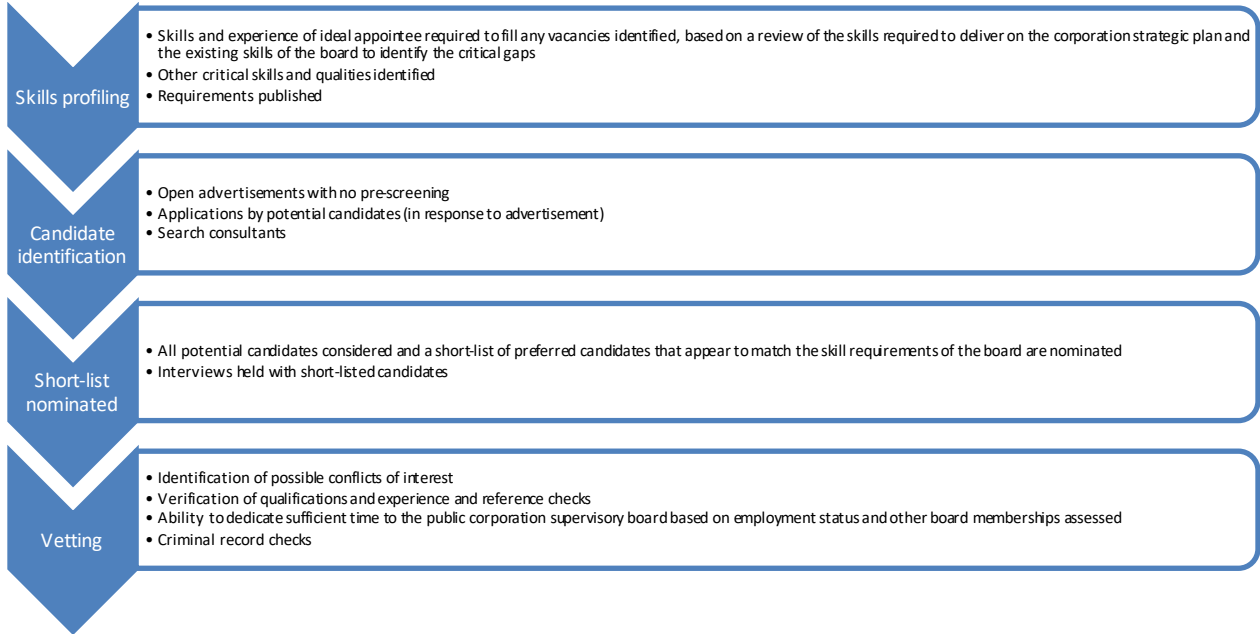 Skills profiling
• Skills and experience of ideal appointee required to fill any vacancies identified, based on a review of the skills required to deliver on the corporation strategic plan and
the existing skills of the board to identify the critical gaps
• Other critical skills and qualities identified
• Requirements published
Candidate
identification
• Open advertisements with no pre-screening
• Applications by potential candidates (in response to advertisement)
• Search consultants
Short-list
nominated
• All potential candidates considered and a short-list of preferred candidates that appear to match the skill requirements of the board are nominated
• Interviews held with short-listed candidates
Vetting
• Identification of possible conflicts of interest
• Verification of qualifications and experience and reference checks
• Ability to dedicate sufficient time to the public corporation supervisory board based on employment status and other board memberships assessed
• Criminal record checks